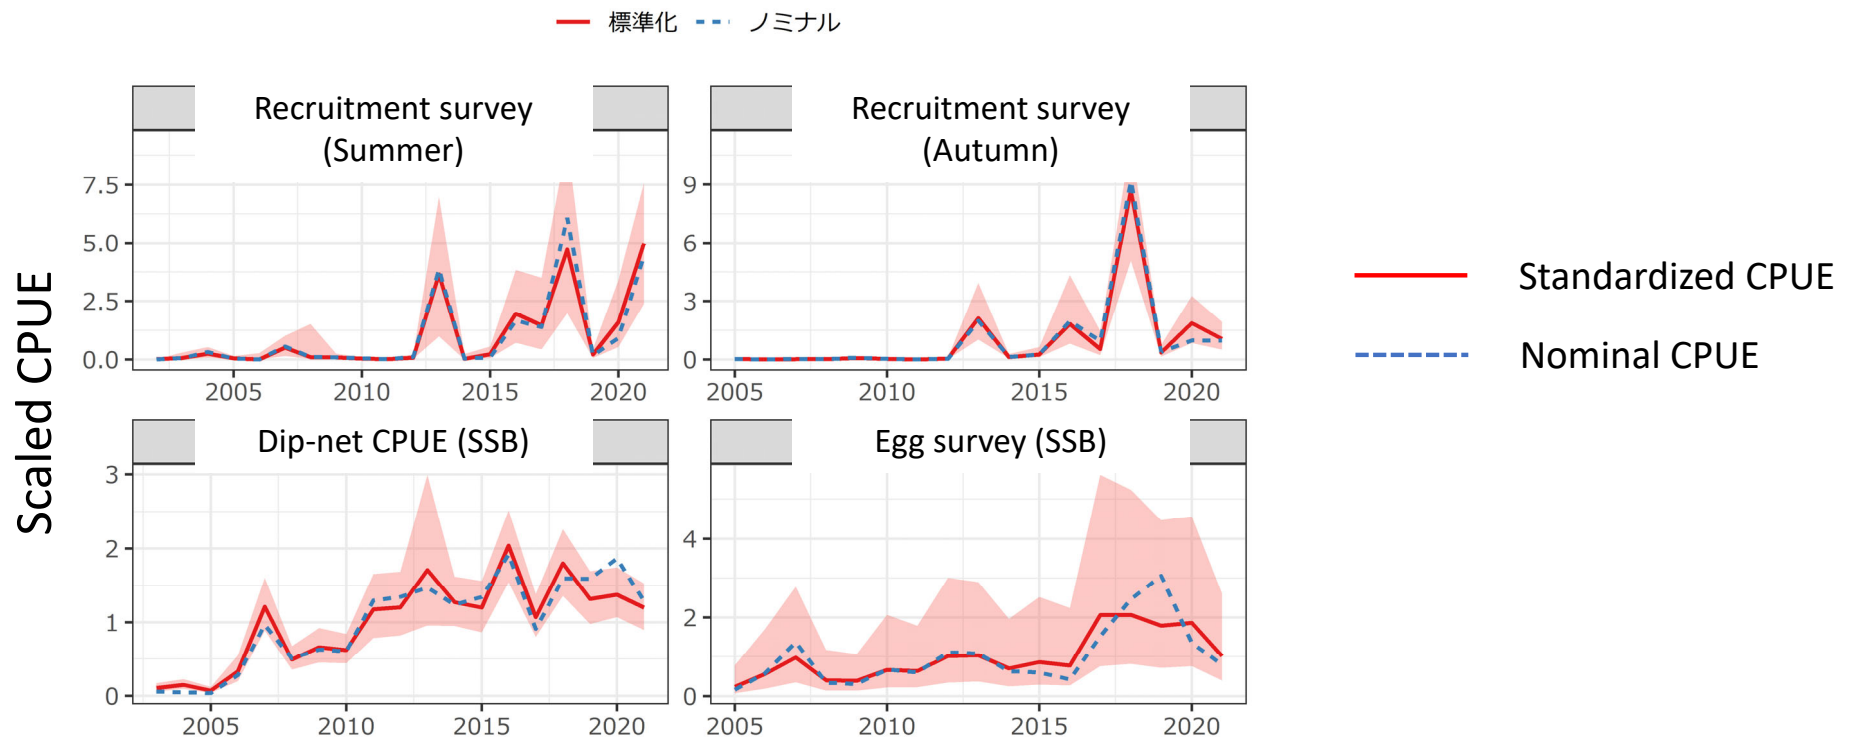 標準化 ノミナル
Recruitment survey
(Summer)
Recruitment survey
(Autumn)
7.5
5.0
2.5
0.0
2005 2010 2015 2020
9
6
3
0
2005 2010 2015 2020
Scaled CPUE
Standardized CPUE
Nominal CPUE
Dip-net CPUE (SSB)
3
2
1
0
2005 2010 2015 2020
Egg survey (SSB)
4
2
0
2005 2010 2015 2020